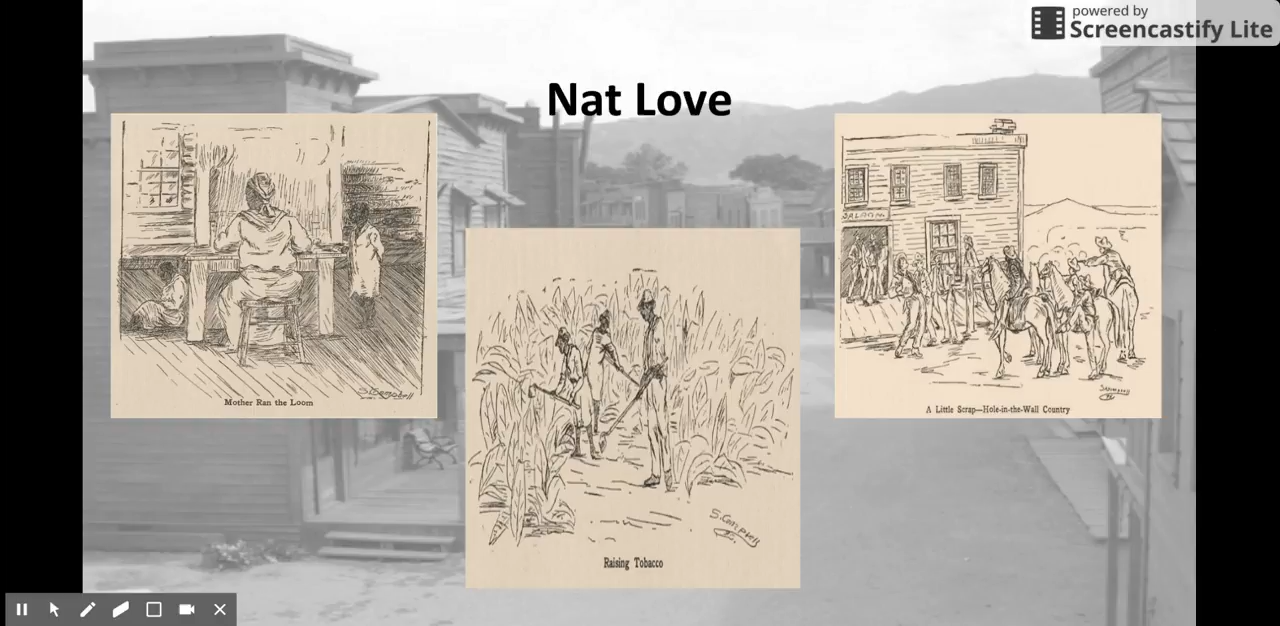 powered by
Screencastify Lite
Nat Love
SALOON
S. Campbell
Mother Ran the Loom
A Little Scrap—Hole-in-the-Wall Country
S. Campbell
Raising Tobacco